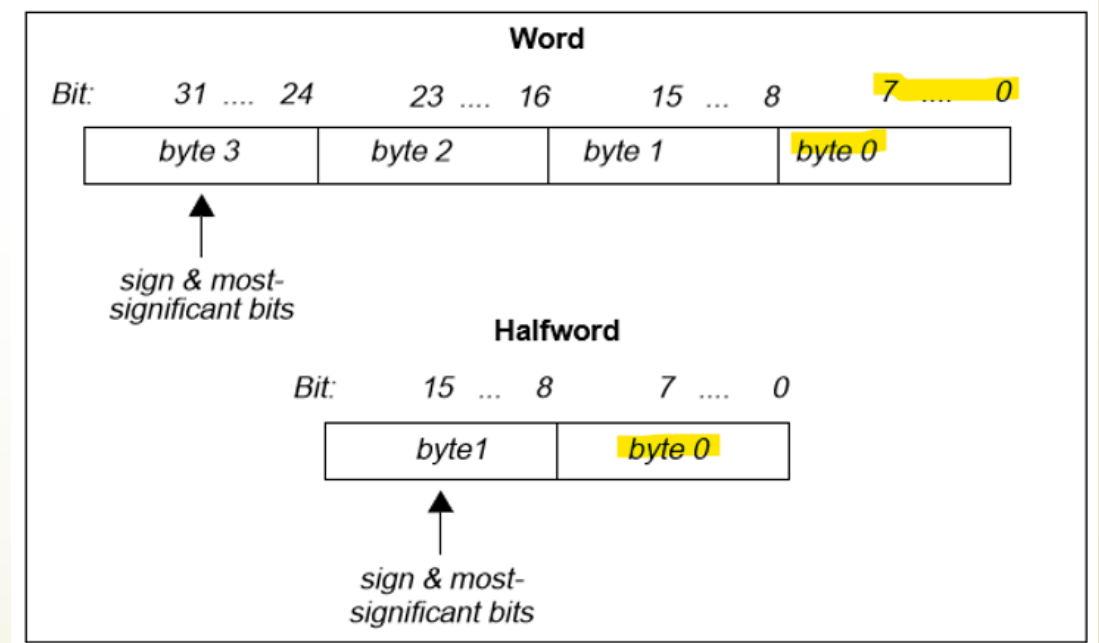 Word
Bit: 31 .... 24 23 .... 16 15 ... 8 7 .... 0
byte 3 byte 2 byte 1 byte 0
sign & most-
significant bits
Halfword
Bit: 15 ... 8 7 .... 0
byte1 byte 0
sign & most-
significant bits